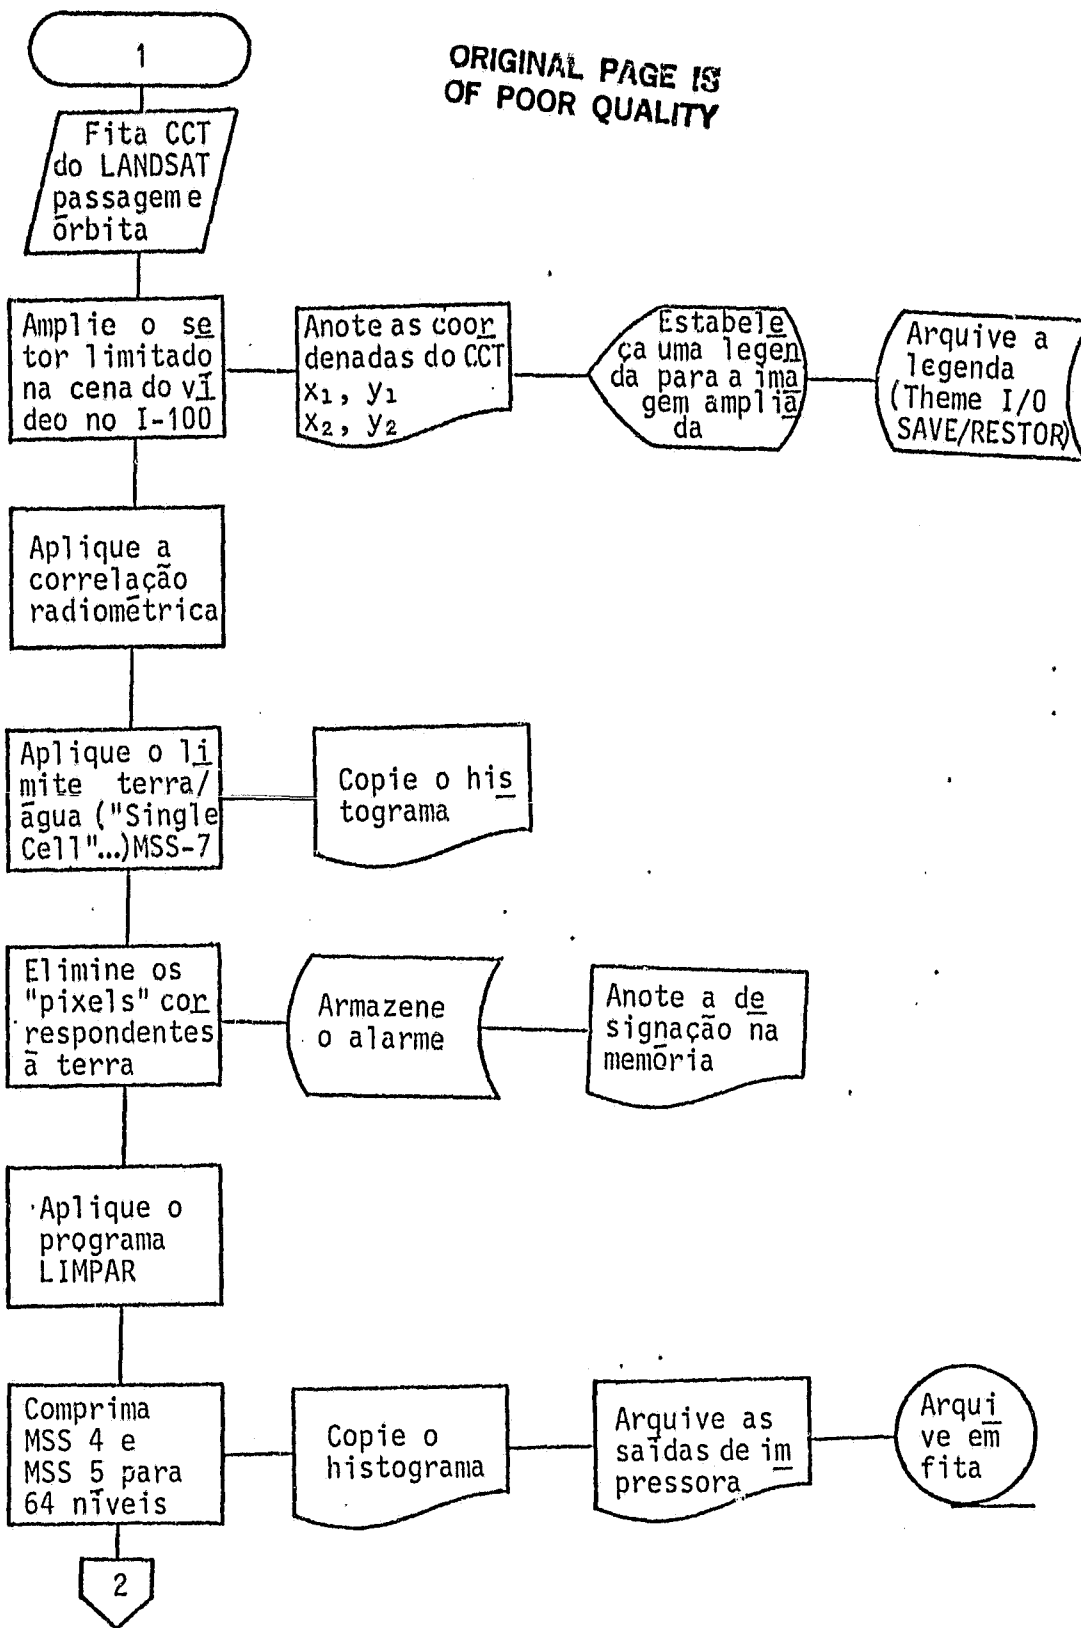 1
ORIGINAL PAGE IS
OF POOR QUALITY
Fita CCT
do LANDSAT
passagem e
órbita
Amplie o se
tor limitado
na cena do ví
deo no I-100
Anote as coor
denadas do CCT
x₁, y₁
x₂, y₂
Estabele
ça uma legen
da para a ima
gem amplia
da
Arquive a
legenda
(Theme I/O
SAVE/RESTOR)
Aplique a
correlação
radiométrica
Aplique o li
mite terra/
água ("Single
Cell"...)MSS-7
Copie o his
tograma
Elimine os
"pixels" cor
respondentes
à terra
Armazene
o alarme
Anote a de
signação na
memória
Aplique o
programa
LIMPAR
Comprima
MSS 4 e
MSS 5 para
64 níveis
Copie o
histograma
Arquive as
saídas de im
pressora
Arqui
ve em
fita
2